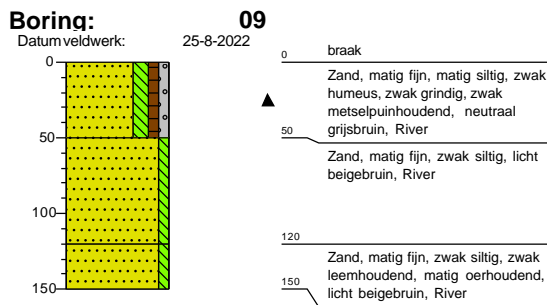 Boring: 09
Datum veldwerk: 25-8-2022
0
50
100
150
0
braak
Zand, matig fijn, matig siltig, zwak
humeus, zwak grindig, zwak
metselpuinhoudend, neutraal
grijsbruin, River
50
Zand, matig fijn, zwak siltig, licht
beigebruin, River
120
Zand, matig fijn, zwak siltig, zwak
leemhoudend, matig oerhoudend,
licht beigebruin, River
150